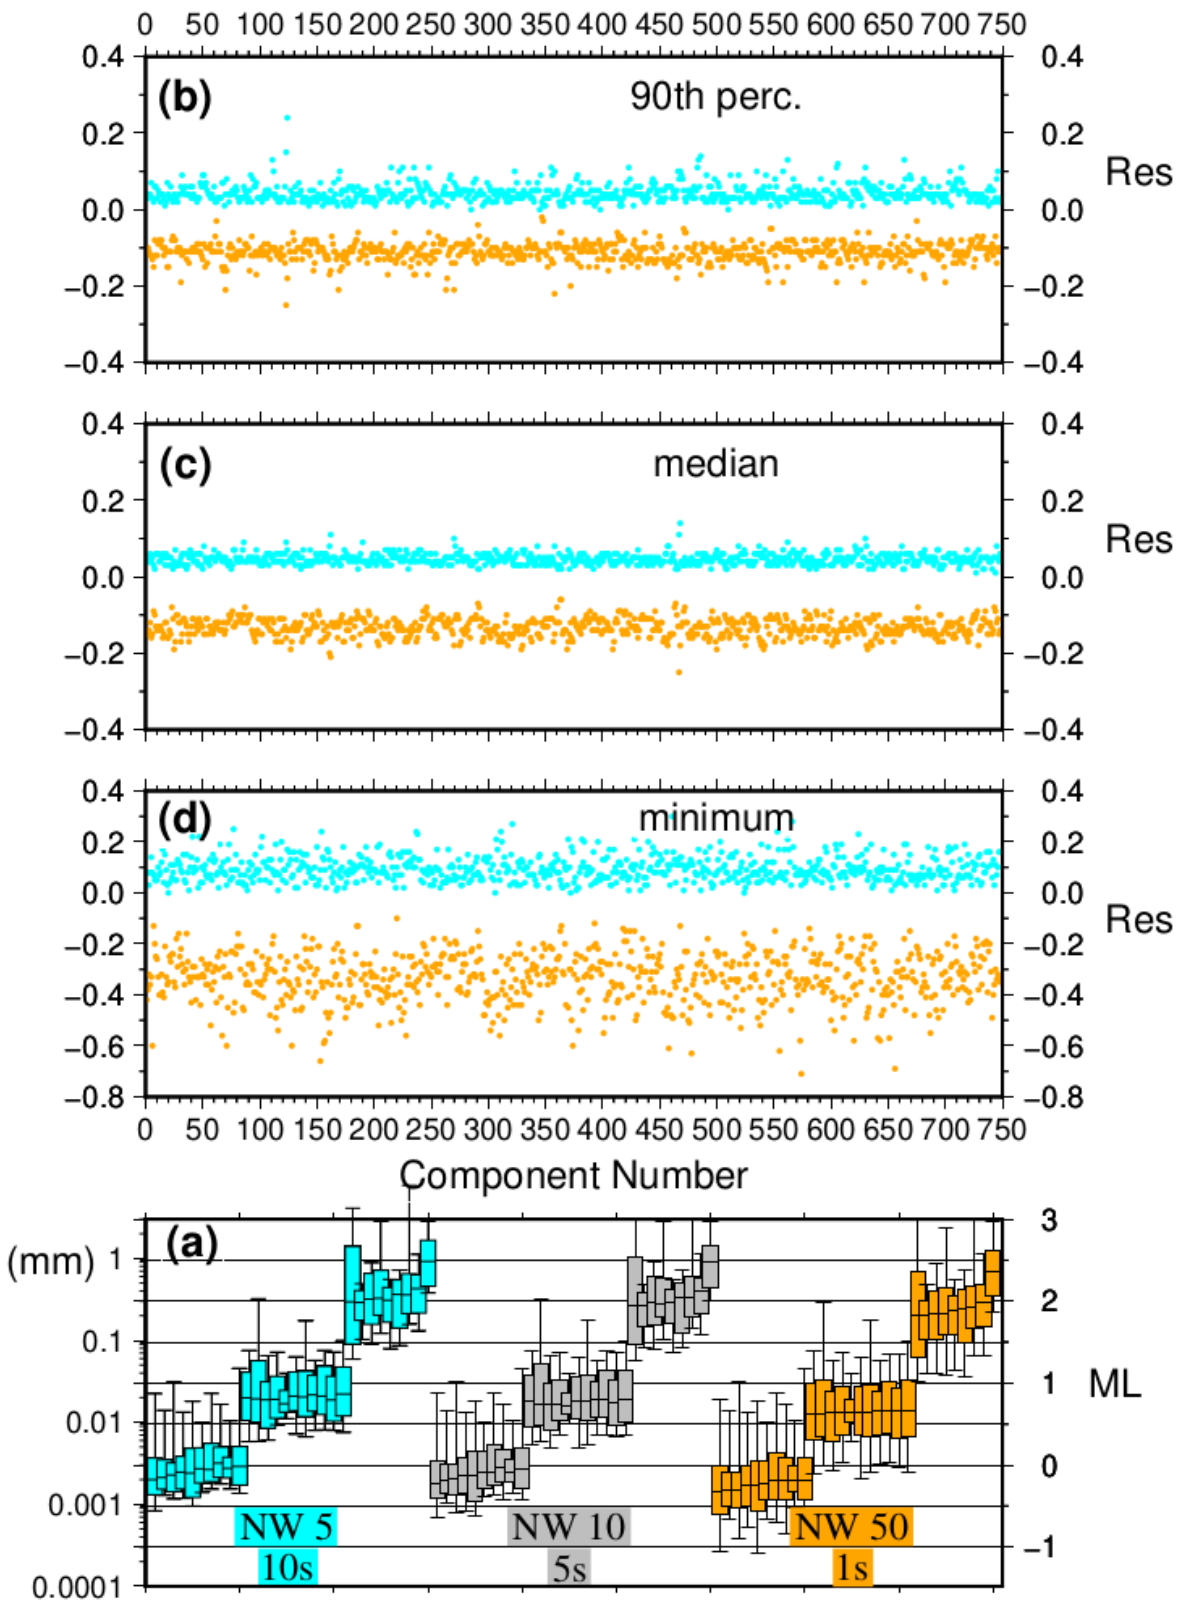 0 50 100 150 200 250 300 350 400 450 500 550 600 650 700 750
0.4 (b) 90th perc. 0.4
0.2 0.2
Res
0.0 0.0
−0.2 −0.2
−0.4 −0.4
0.4 0.4
(c) median
0.2 0.2
Res
0.0 0.0
−0.2 −0.2
−0.4 −0.4
0.4 0.4
(d) minimum
0.2 0.2
0.0 0.0
Res
−0.2 −0.2
−0.4 −0.4
−0.6 −0.6
−0.8 −0.8
0 50 100 150 200 250 300 350 400 450 500 550 600 650 700 750
Component Number
(a) 3
(mm) 1
2
0.1
1 ML
0.01
0
0.001
NW 5 NW 10 NW 50
−1
10s 5s 1s
0.0001